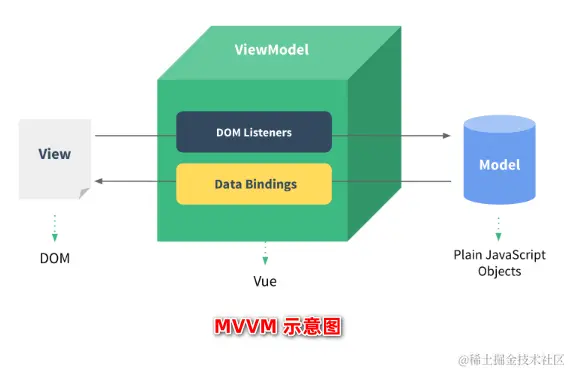 ViewModel
DOM Listeners
View
Model
Data Bindings
DOM
Plain JavaScript
Objects
Vue
MVVM 示意图
@稀土掘金技术社区